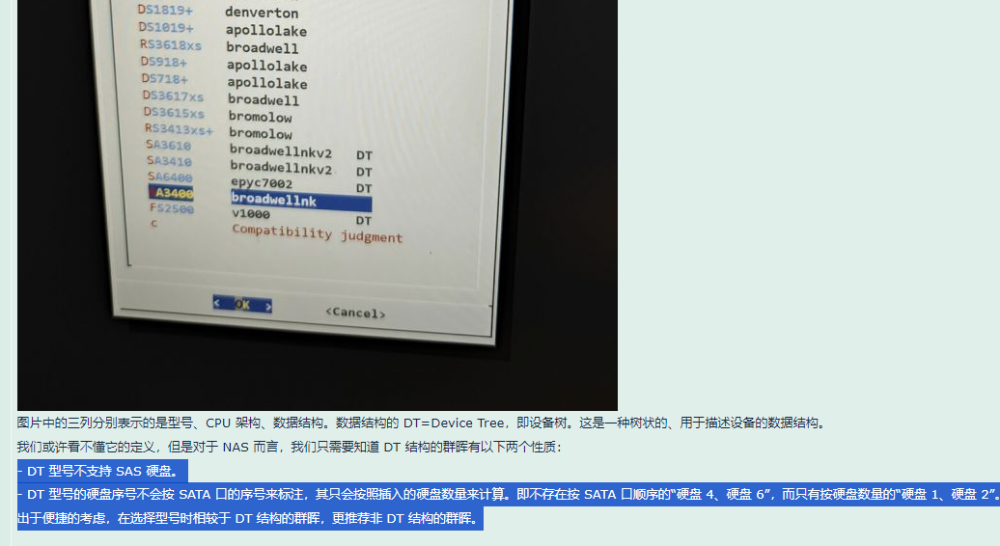 DS1819+ denverton
DS1019+ apollolake
RS3618xs broadwell
DS918+ apollolake
DS718+ apollolake
DS3617xs broadwell
DS3615xs bromolow
RS3413xs+ bromolow
SA3610 broadwellnkv2 DT
SA3410 broadwellnkv2 DT
SA6400 epyc7002 DT
A3400 broadwellnk
FS2500 v1000 DT
c Compatibility judgment
< OK > <Cancel>
图片中的三列分别表示的是型号、CPU 架构、数据结构。数据结构的 DT=Device Tree，即设备树。这是一种树状的、用于描述设备的数据结构。
我们或许看不懂它的定义，但是对于 NAS 而言，我们只需要知道 DT 结构的群晖有以下两个性质：
- DT 型号不支持 SAS 硬盘。
- DT 型号的硬盘序号不会按 SATA 口的序号来标注，其只会按照插入的硬盘数量来计算。即不存在按 SATA 口顺序的“硬盘 4、硬盘 6”，而只有按硬盘数量的“硬盘 1、硬盘 2”。
出于便捷的考虑，在选择型号时相较于 DT 结构的群晖，更推荐非 DT 结构的群晖。